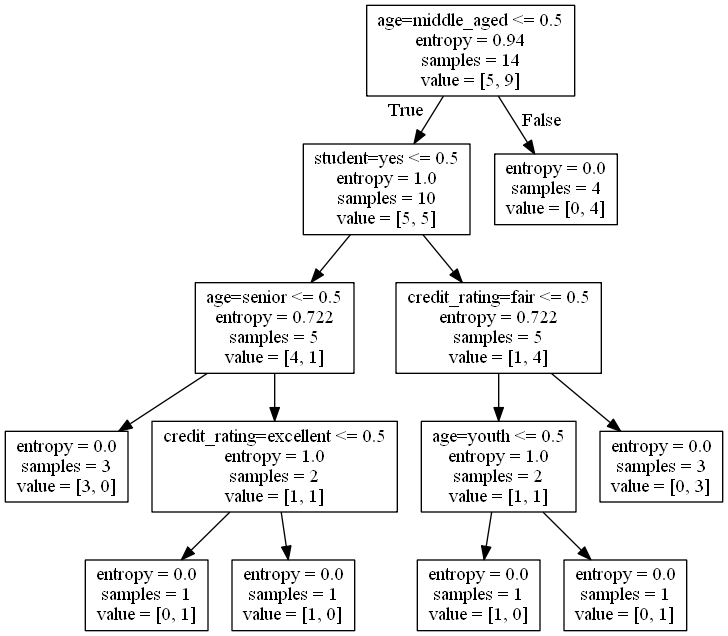 age=middle_aged <= 0.5
entropy = 0.94
samples = 14
value = [5, 9]
True
False
student=yes <= 0.5
entropy = 1.0
samples = 10
value = [5, 5]
entropy = 0.0
samples = 4
value = [0, 4]
age=senior <= 0.5
entropy = 0.722
samples = 5
value = [4, 1]
credit_rating=fair <= 0.5
entropy = 0.722
samples = 5
value = [1, 4]
entropy = 0.0
samples = 3
value = [3, 0]
credit_rating=excellent <= 0.5
entropy = 1.0
samples = 2
value = [1, 1]
age=youth <= 0.5
entropy = 1.0
samples = 2
value = [1, 1]
entropy = 0.0
samples = 3
value = [0, 3]
entropy = 0.0
samples = 1
value = [0, 1]
entropy = 0.0
samples = 1
value = [1, 0]
entropy = 0.0
samples = 1
value = [1, 0]
entropy = 0.0
samples = 1
value = [0, 1]